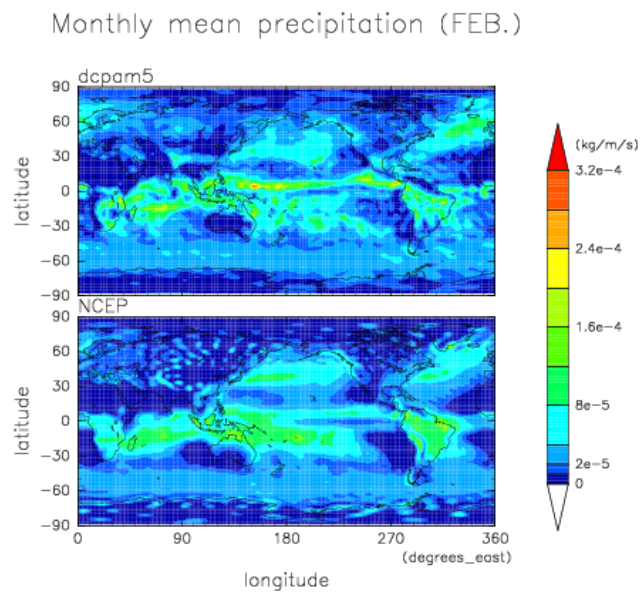 Monthly mean precipitation (FEB.)
dcpam5
90
60
30
0
−30
−60
−90
latitude
NCEP
90
60
30
0
−30
−60
−90
latitude
0 90 180 270 360
(degrees_east)
longitude
(kg/m/s)
3.2e−4
2.4e−4
1.6e−4
8e−5
2e−5
0